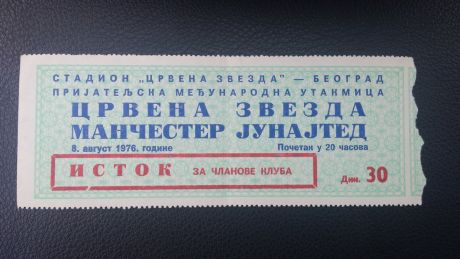 СТАДИОН „ЦРВЕНА ЗВЕЗДА" — БЕОГРАД
ПРИЈАТЕЉСКА МЕЂУНАРОДНА УТАКМИЦА
ЦРВЕНА ЗВЕЗДА
МАНЧЕСТЕР ЈУНАЈТЕД
8. август 1976. године Почетак у 20 часова
ИСТОК ЗА ЧЛАНОВЕ КЛУБА Дин. 30